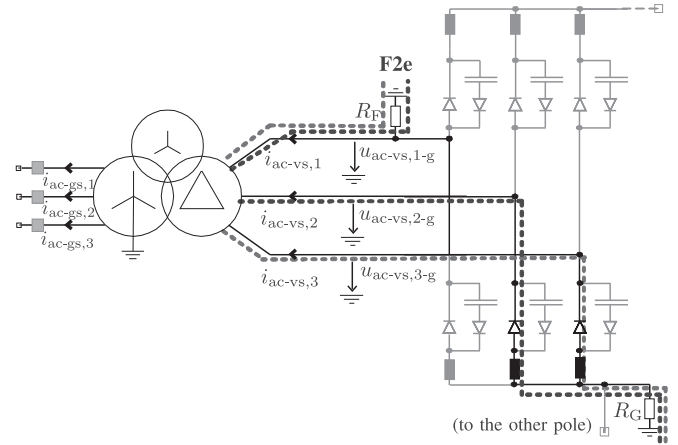 F2e
R_F
i_ac-vs,1
u_ac-vs,1-g
i_ac-gs,1
i_ac-gs,2
i_ac-vs,2
u_ac-vs,2-g
i_ac-gs,3
i_ac-vs,3
u_ac-vs,3-g
R_G
(to the other pole)